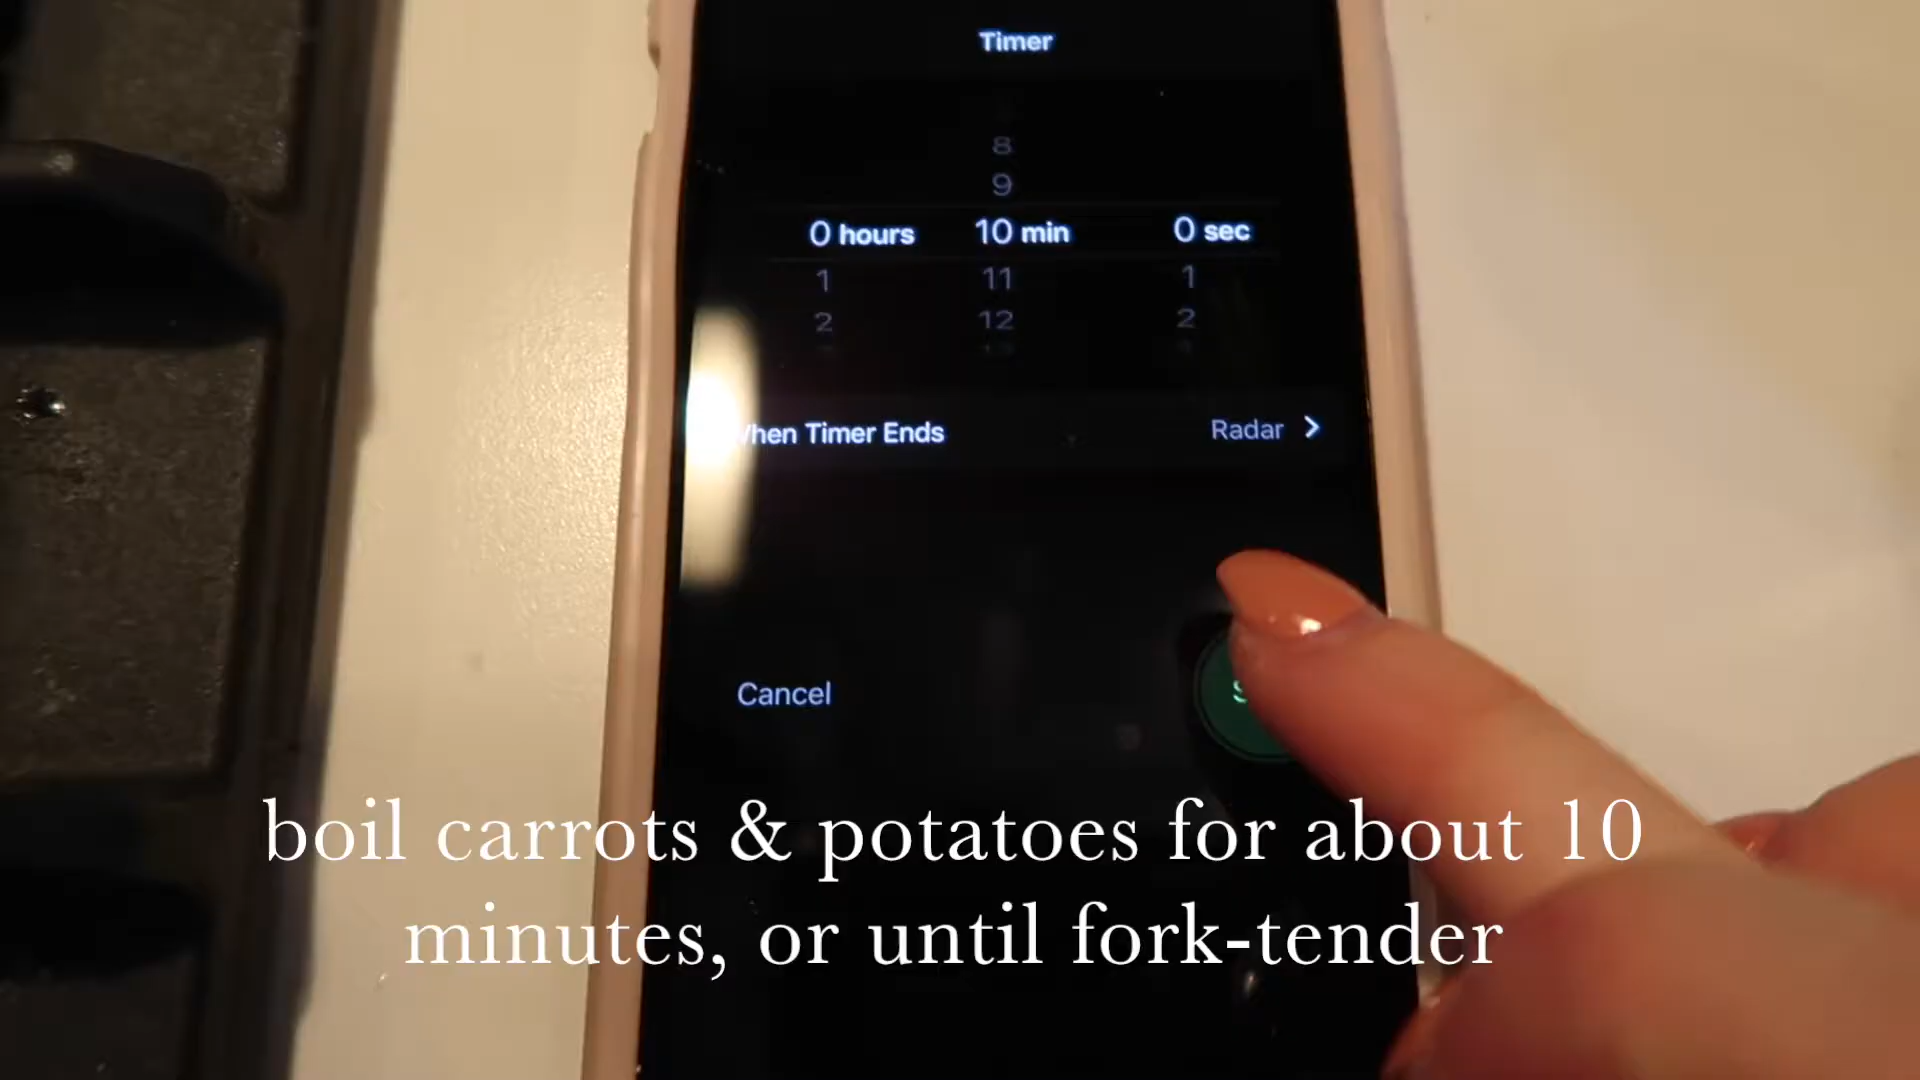 Timer
8
9
0 hours 10 min 0 sec
1 11 1
2 12 2
When Timer Ends Radar
Cancel
boil carrots & potatoes for about 10
minutes, or until fork-tender